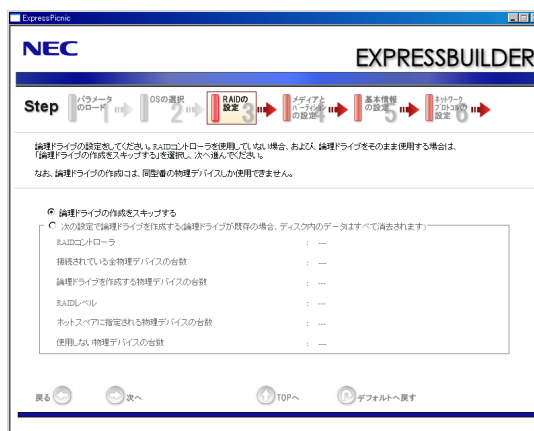 ExpressPicnic
NEC
EXPRESSBUILDER
Step
パラメータのロード 1
OSの選択 2
RAIDの設定 3
メディアとパーティションの設定 4
基本情報の設定 5
ネットワークプロトコルの設定 6
論理ドライブの設定をしてください。RAIDコントローラを使用していない場合、および、論理ドライブをそのまま使用する場合は、
「論理ドライブの作成をスキップする」を選択し、次へ進んでください。
なお、論理ドライブの作成には、同型番の物理デバイスしか使用できません。
論理ドライブの作成をスキップする
次の設定で論理ドライブを作成する(論理ドライブが既存の場合、ディスク内のデータはすべて消去されます)
RAIDコントローラ : ---
接続されている全物理デバイスの台数 : ---
論理ドライブを作成する物理デバイスの台数 : ---
RAIDレベル : ---
ホットスペアに指定される物理デバイスの台数 : ---
使用しない物理デバイスの台数 : ---
戻る 次へ TOPへ デフォルトへ戻す